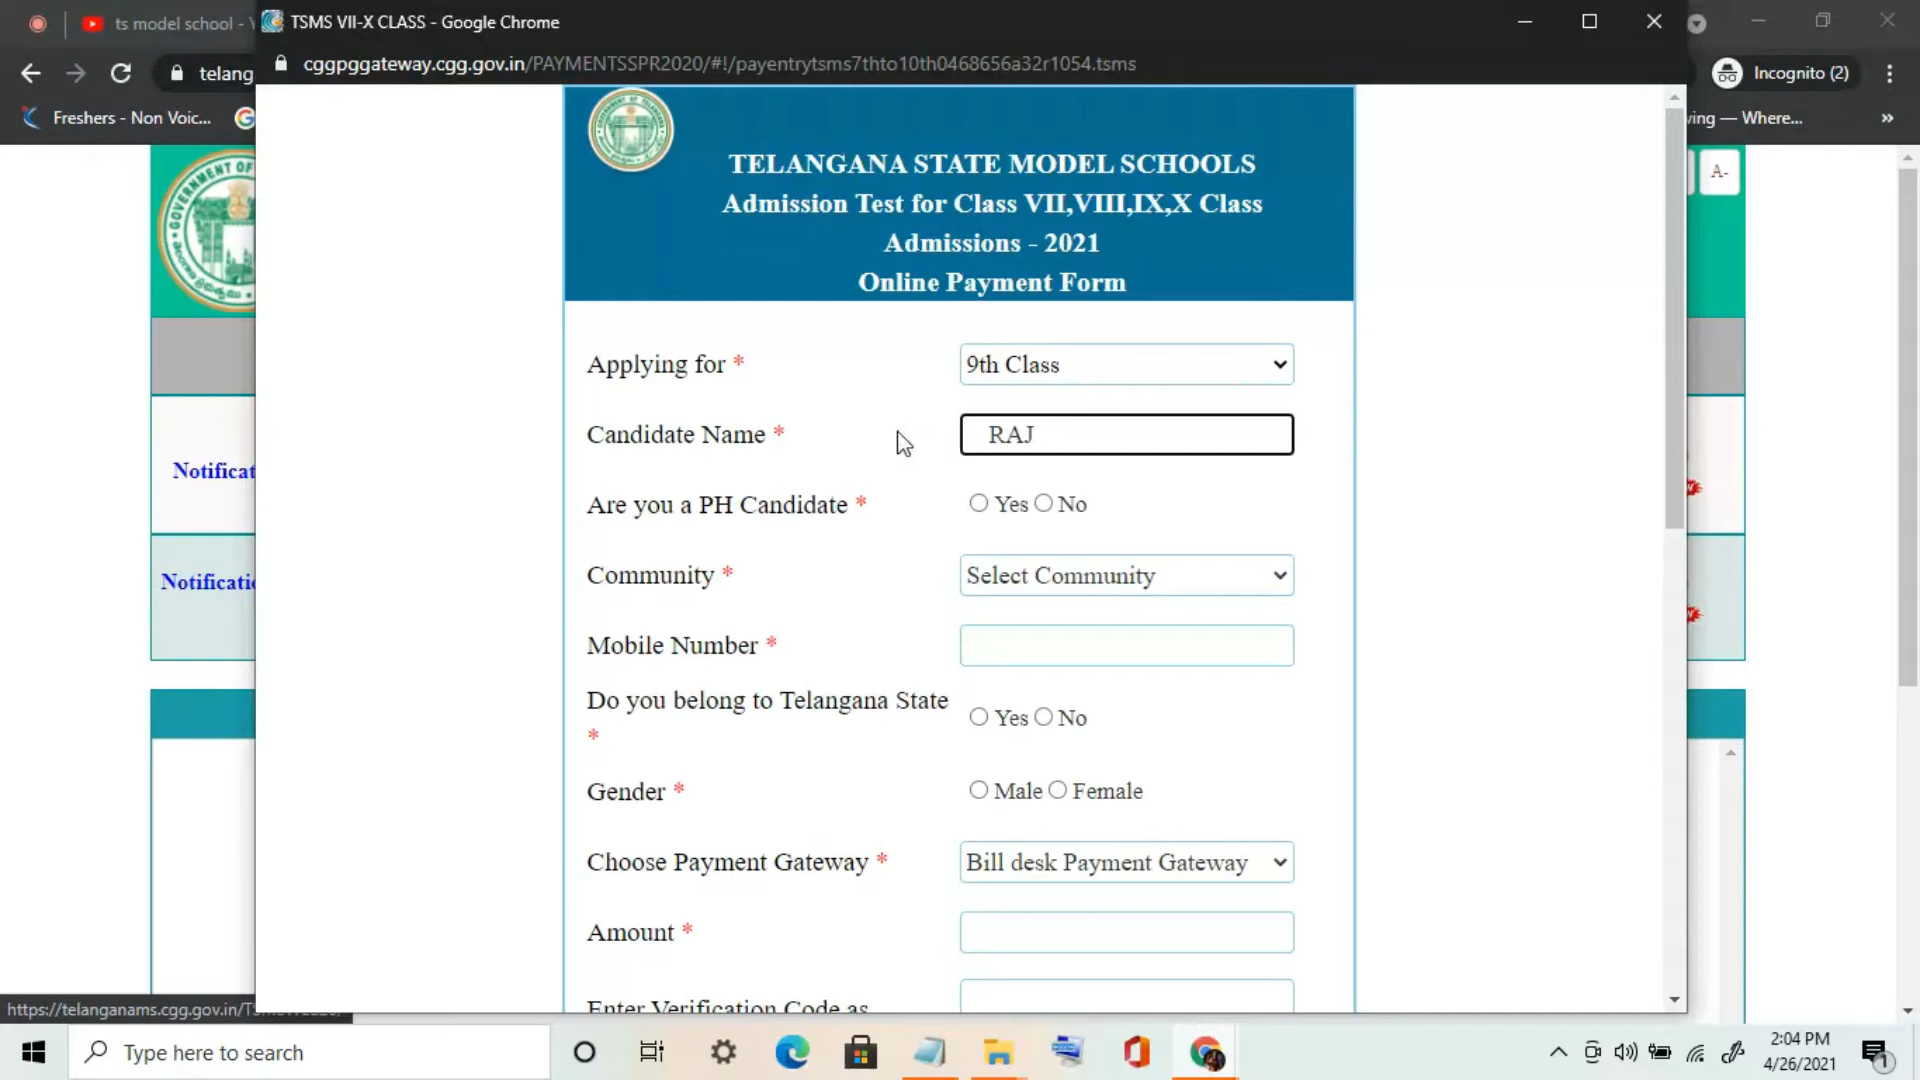 ts model school -
TSMS VII-X CLASS - Google Chrome
telang
cggpggateway.cgg.gov.in/PAYMENTSSPR2020/#!/payentrytsms7thto10th0468656a32r1054.tsms
Incognito (2)
Freshers - Non Voic...
ving — Where...
»
A-
GOVERNMENT OF
TELANGANA STATE MODEL SCHOOLS
Admission Test for Class VII,VIII,IX,X Class
Admissions - 2021
Online Payment Form
Applying for *
9th Class
Candidate Name *
RAJ
Notificat
Are you a PH Candidate *
Yes No
Community *
Select Community
Notificati
Mobile Number *
Do you belong to Telangana State
*
Yes No
Gender *
Male Female
Choose Payment Gateway *
Bill desk Payment Gateway
Amount *
Enter Verification Code as
https://telanganams.cgg.gov.in/T
Type here to search
2:04 PM
4/26/2021
1